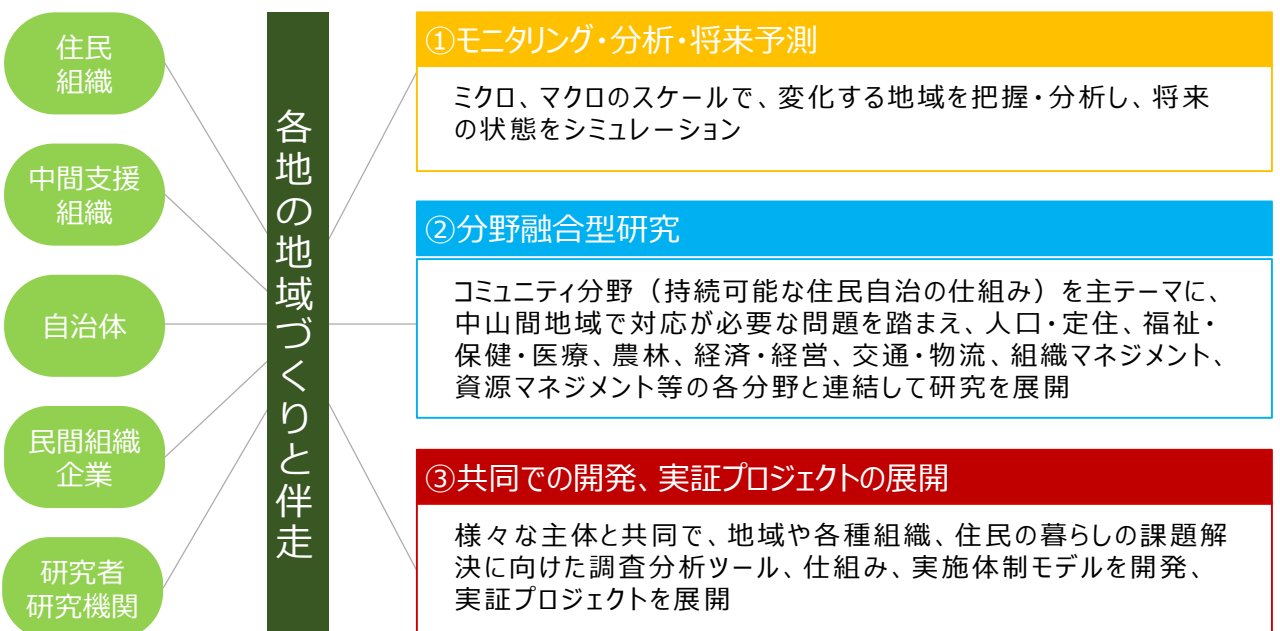 住民
組織
中間支援
組織
自治体
民間組織
企業
研究者
研究機関
各地の地域づくりと伴走
①モニタリング・分析・将来予測
ミクロ、マクロのスケールで、変化する地域を把握・分析し、将来
の状態をシミュレーション
②分野融合型研究
コミュニティ分野（持続可能な住民自治の仕組み）を主テーマに、
中山間地域で対応が必要な問題を踏まえ、人口・定住、福祉・
保健・医療、農林、経済・経営、交通・物流、組織マネジメント、
資源マネジメント等の各分野と連結して研究を展開
③共同での開発、実証プロジェクトの展開
様々な主体と共同で、地域や各種組織、住民の暮らしの課題解
決に向けた調査分析ツール、仕組み、実施体制モデルを開発、
実証プロジェクトを展開